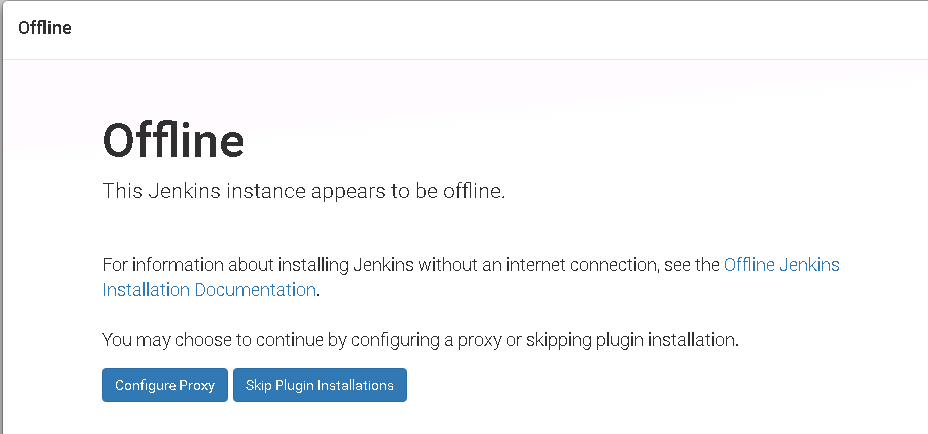 Offline
Offline
This Jenkins instance appears to be offline.
For information about installing Jenkins without an internet connection, see the Offline Jenkins
Installation Documentation.
You may choose to continue by configuring a proxy or skipping plugin installation.
Configure Proxy Skip Plugin Installations